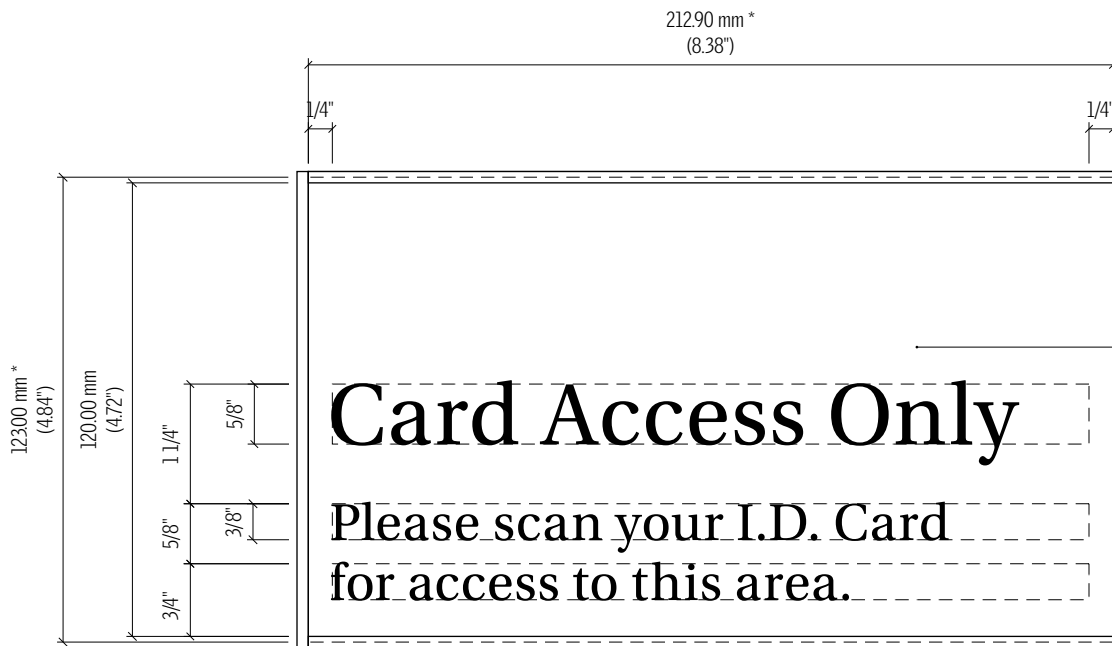 212.90 mm *
(8.38")
1/4"
1/4"
123.00 mm *
(4.84")
120.00 mm
(4.72")
1 1/4"
5/8"
5/8"
3/8"
3/4"
Card Access Only
Please scan your I.D. Card
for access to this area.